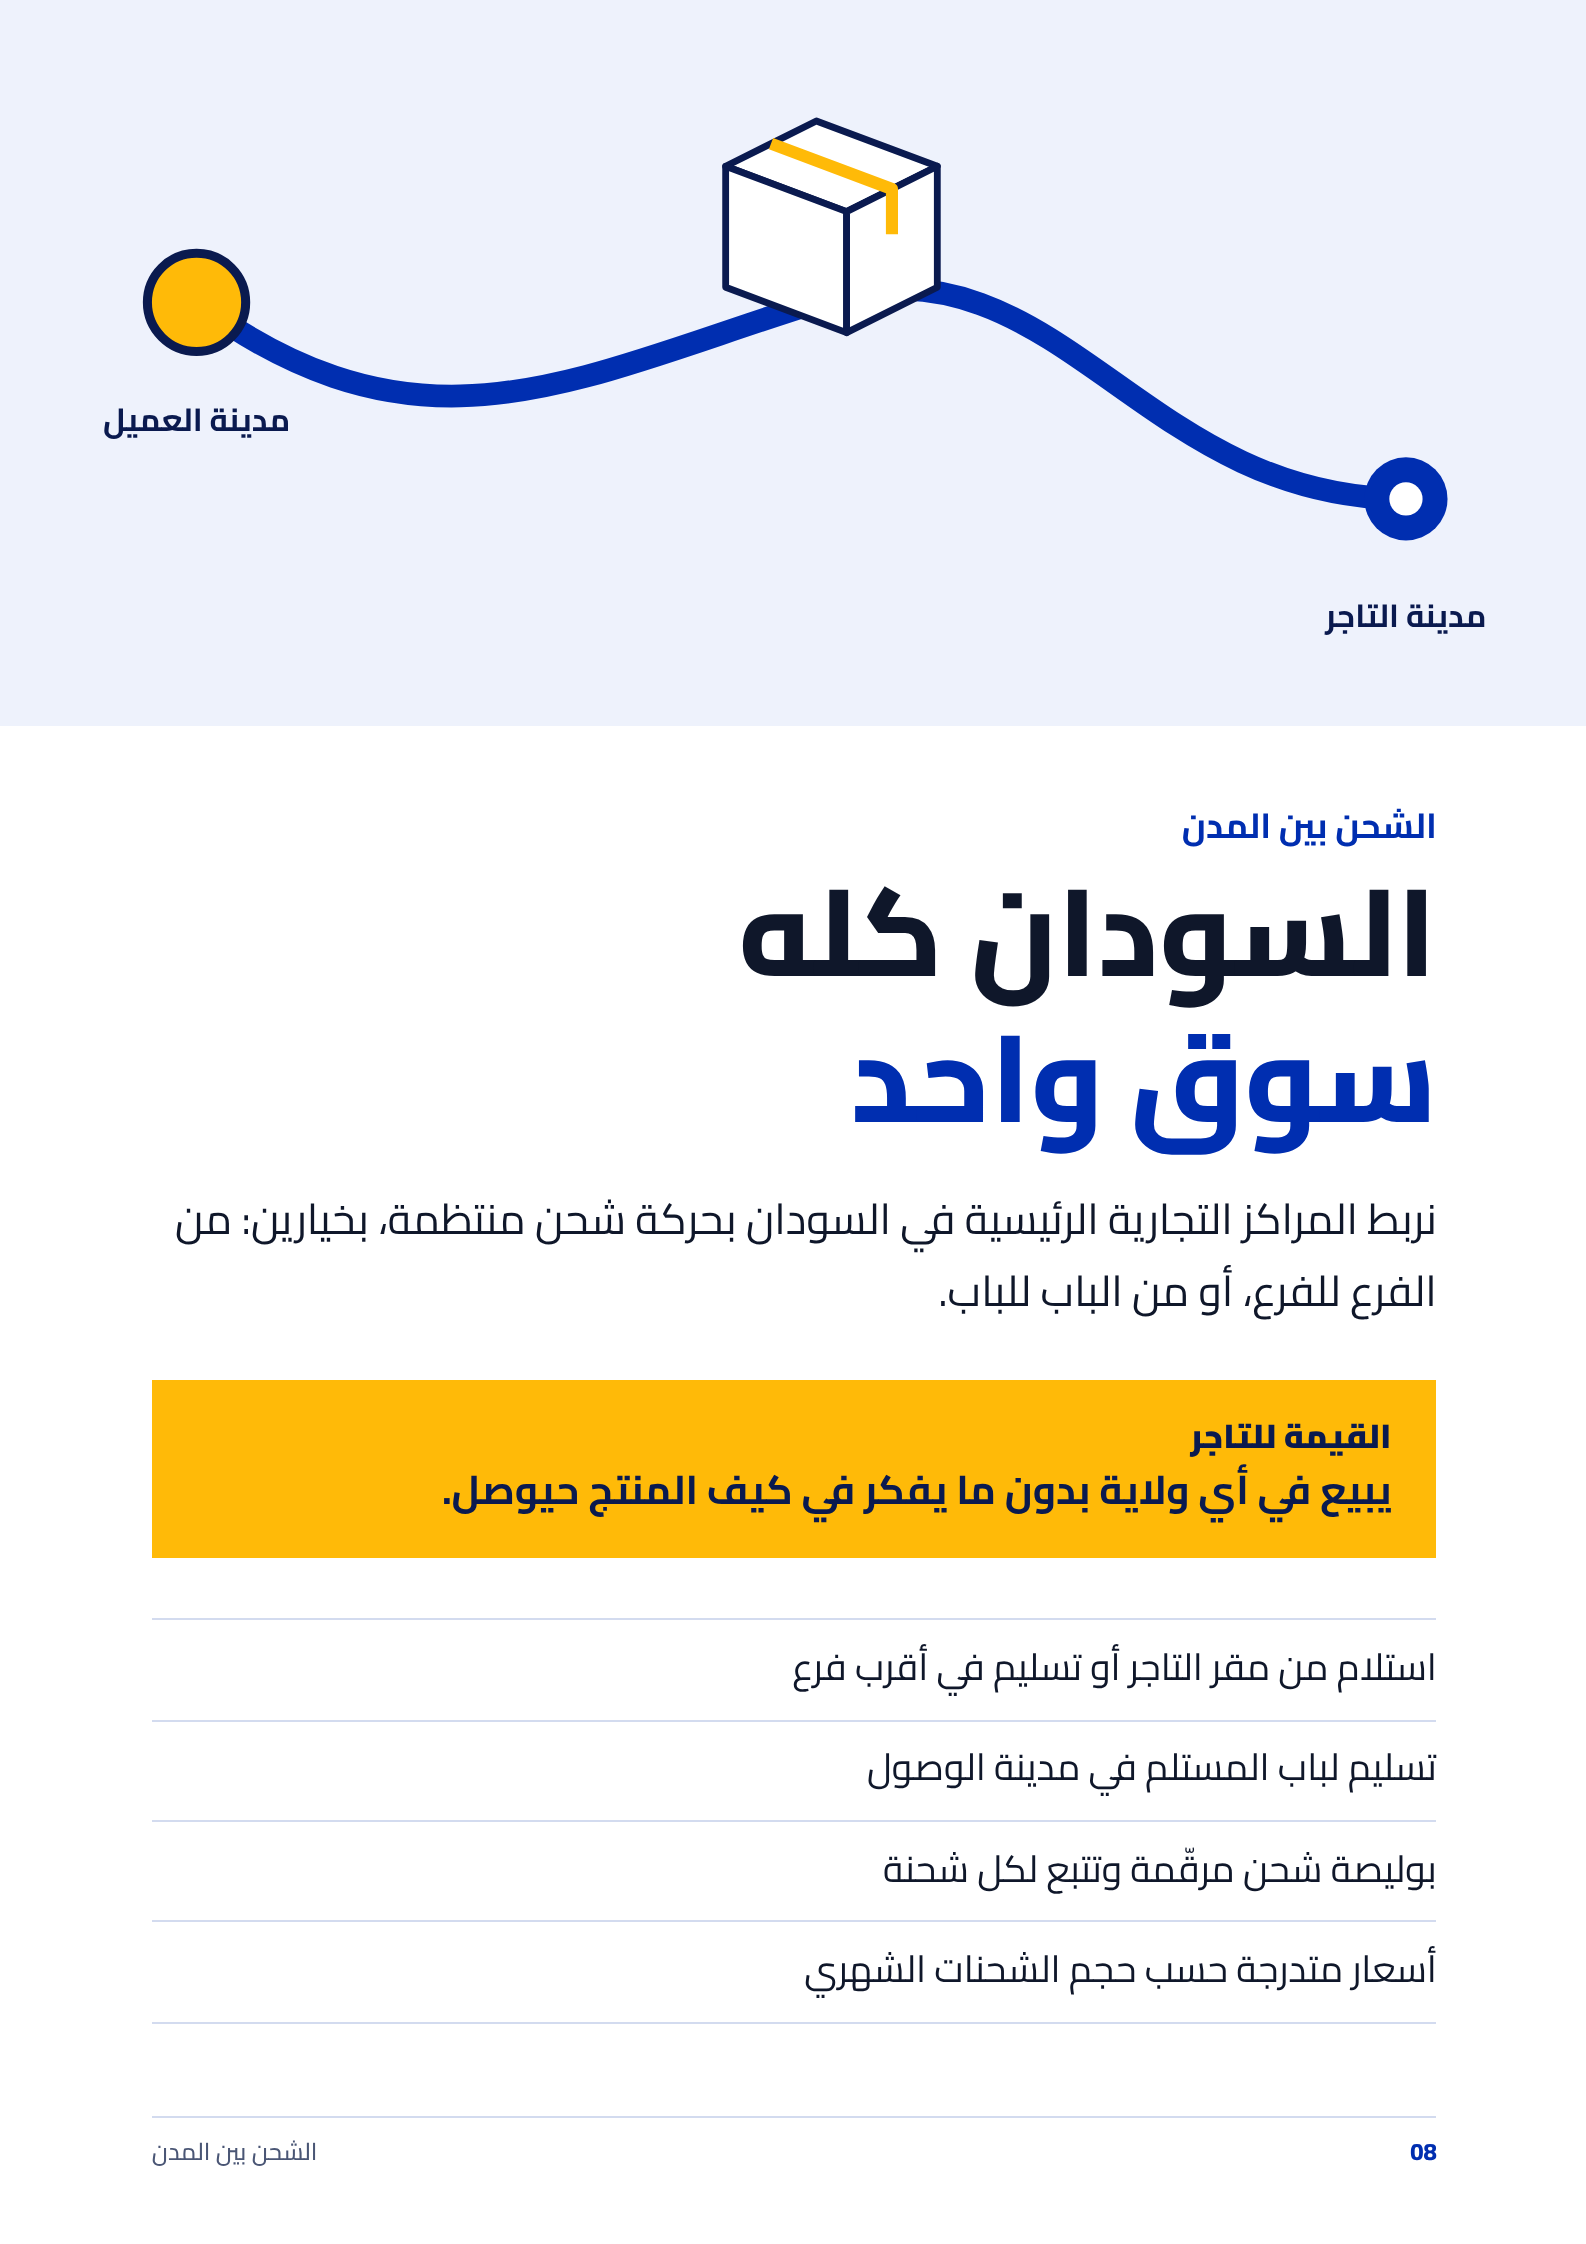 مدينة العميل
مدينة التاجر
الشحن بين المدن
السودان كله
سوق واحد
نربط المراكز التجارية الرئيسية في السودان بحركة شحن منتظمة، بخيارين: من
الفرع للفرع، أو من الباب للباب.
القيمة للتاجر
يبيع في أي ولاية بدون ما يفكر في كيف المنتج حيوصل.
استلام من مقر التاجر أو تسليم في أقرب فرع
تسليم لباب المستلم في مدينة الوصول
بوليصة شحن مرقّمة وتتبع لكل شحنة
أسعار متدرجة حسب حجم الشحنات الشهري
08
الشحن بين المدن